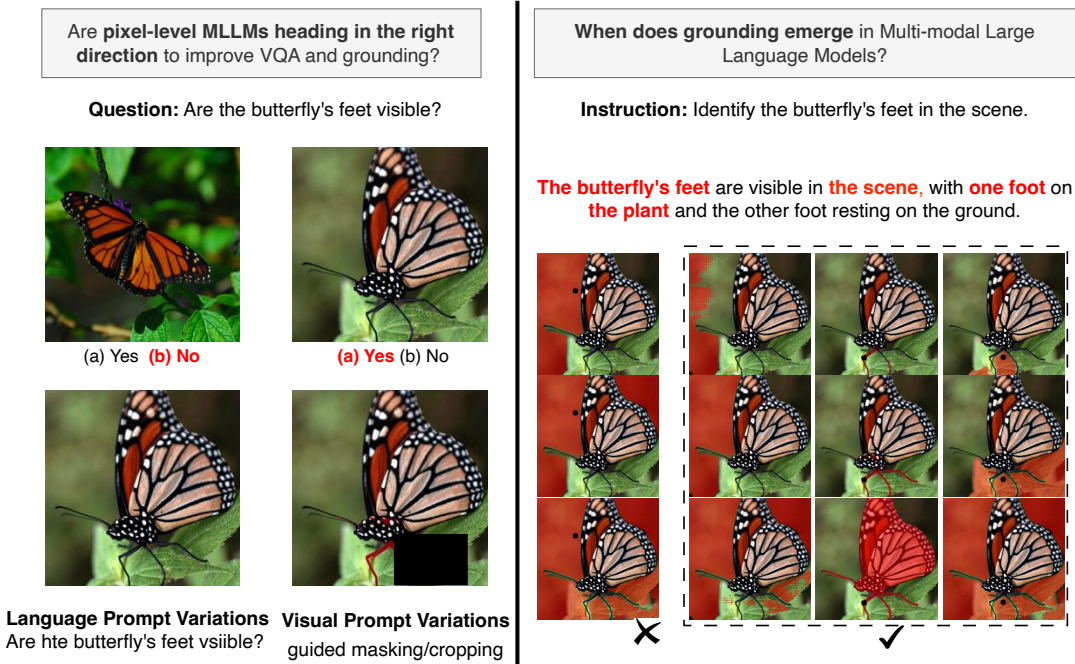 Are pixel-level MLLMs heading in the right
direction to improve VQA and grounding?
Question: Are the butterfly's feet visible?
(a) Yes (b) No
(a) Yes (b) No
Language Prompt Variations
Are hte butterfly's feet vsiible?
Visual Prompt Variations
guided masking/cropping
When does grounding emerge in Multi-modal Large
Language Models?
Instruction: Identify the butterfly's feet in the scene.
The butterfly's feet are visible in the scene, with one foot on
the plant and the other foot resting on the ground.